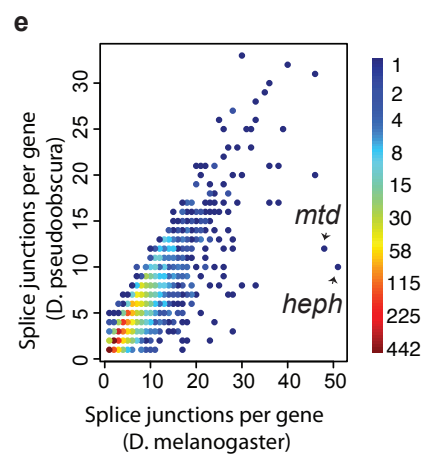 e
Splice junctions per gene
(D. pseudoobscura)
30
25
20
15
10
5
0
mtd
heph
0 10 20 30 40 50
Splice junctions per gene
(D. melanogaster)
1
2
4
8
15
30
58
115
225
442